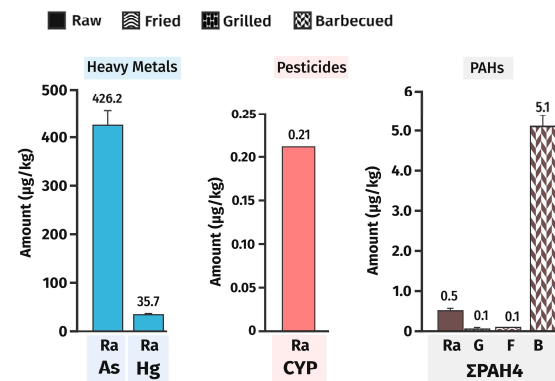 Raw Fried Grilled Barbecued
Heavy Metals
Amount (µg/kg)
500
400
300
200
100
0
426.2
35.7
Ra Ra
As Hg
Pesticides
Amount (µg/kg)
0.25
0.20
0.15
0.10
0.05
0
0.21
Ra
CYP
PAHs
Amount (µg/kg)
6
5.0
4.0
3.0
2.0
1.0
0
0.5
0.1
0.1
5.1
Ra G F B
ΣPAH4